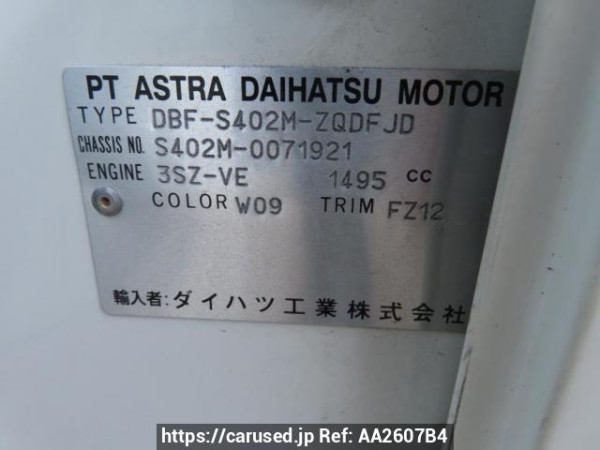 PT ASTRA DAIHATSU MOTOR
TYPE DBF-S402M-ZQDFJD
CHASSIS NO. S402M-0071921
ENGINE 3SZ-VE 1495 CC
COLOR W09 TRIM FZ12
輸入者: ダイハツ工業株式会社
https://carused.jp Ref: AA2607B4